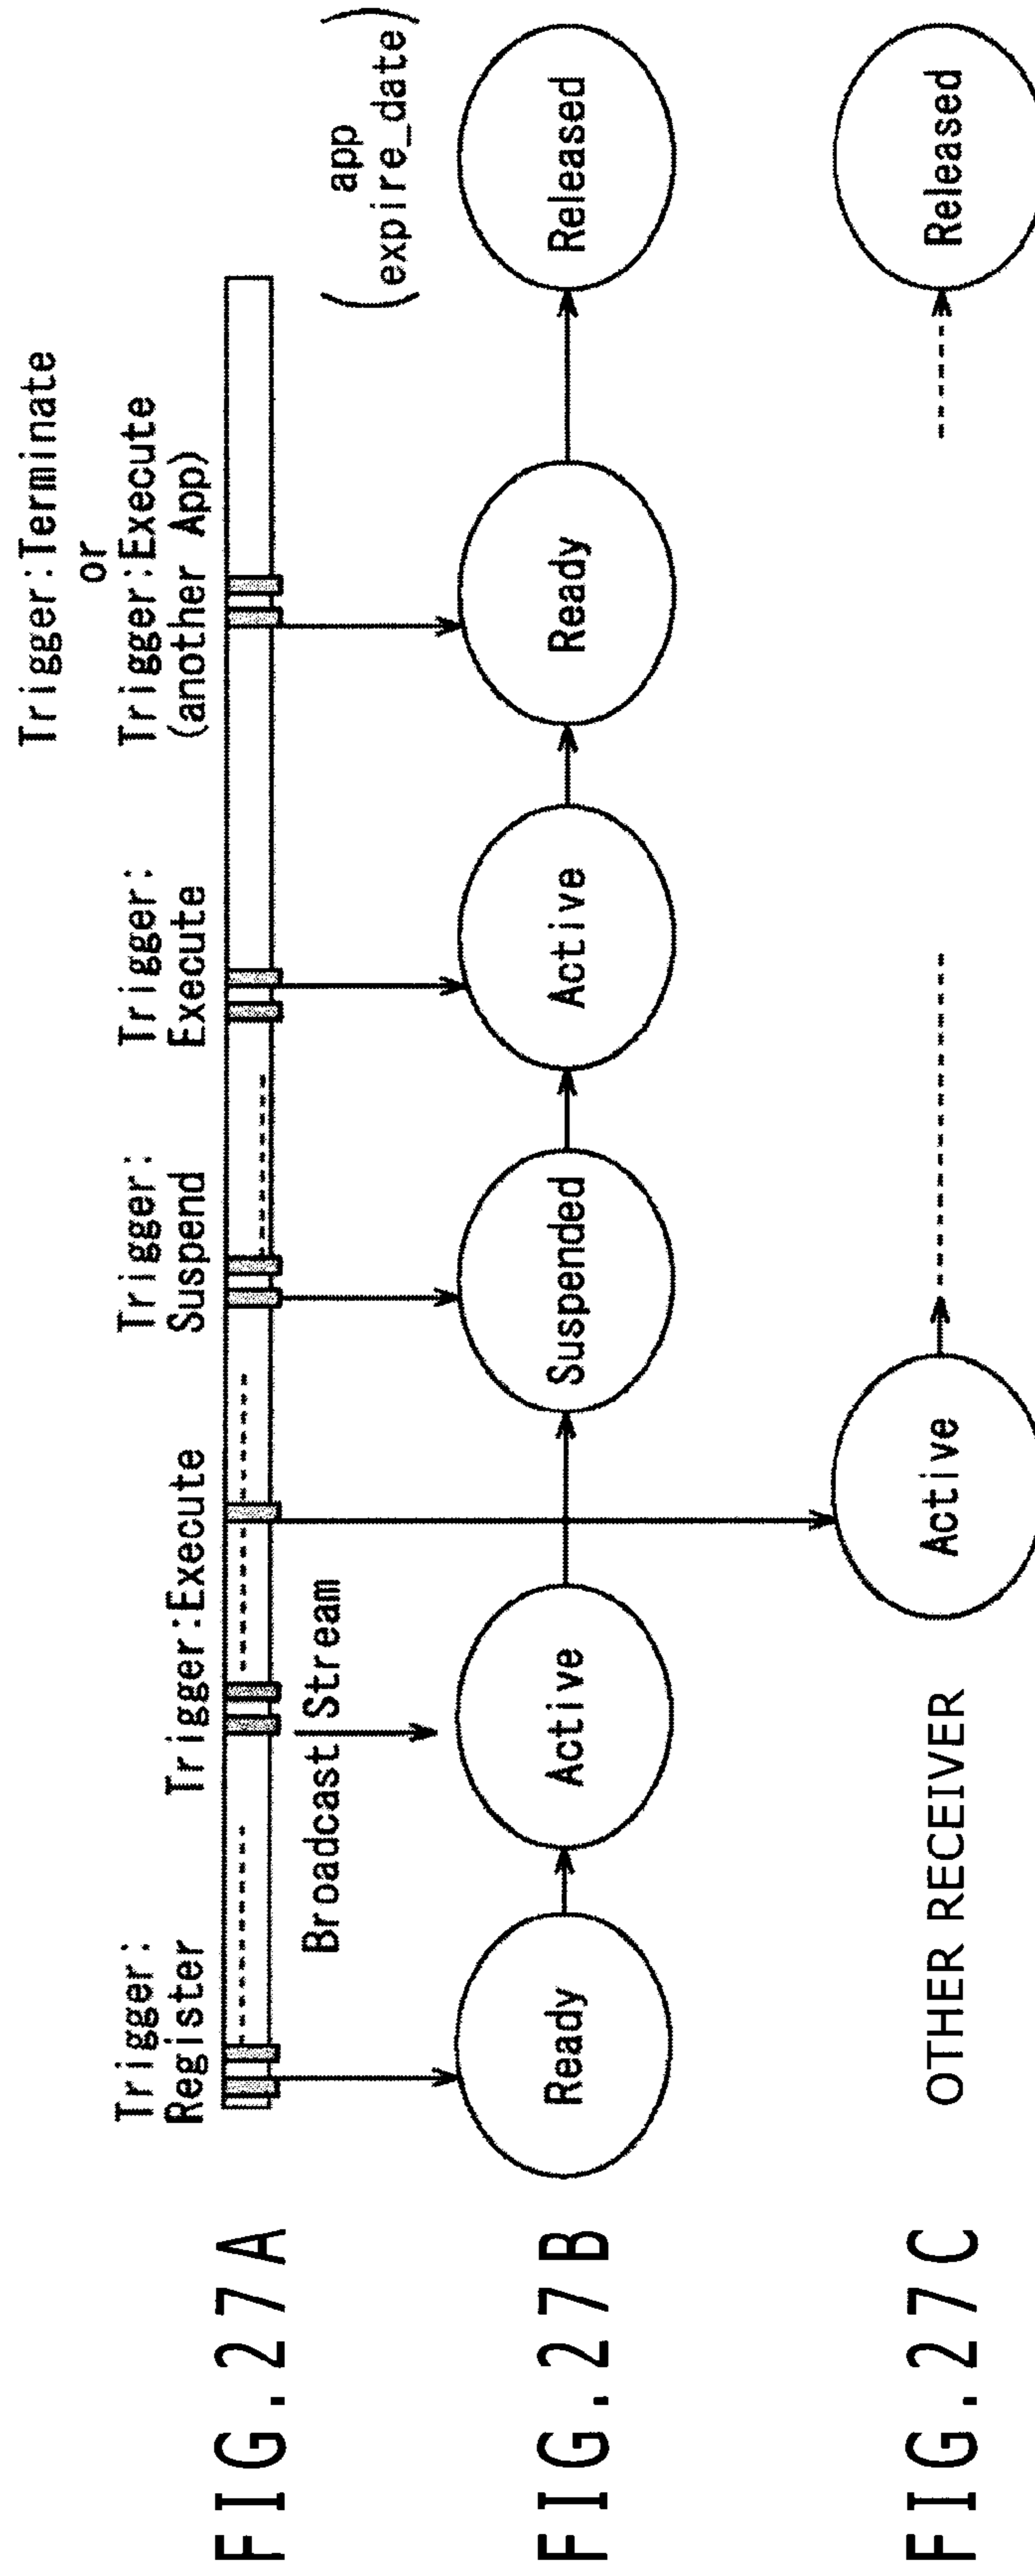 FIG.27A
Trigger:
Register
Trigger:Execute
Trigger:
Suspend
Trigger:
Execute
Trigger:Terminate
or
Trigger:Execute
(another App)
Broadcast Stream
FIG.27B
Ready
Active
Suspended
Active
Ready
(app
expire_date)
Released
FIG.27C
OTHER RECEIVER
Active
Released